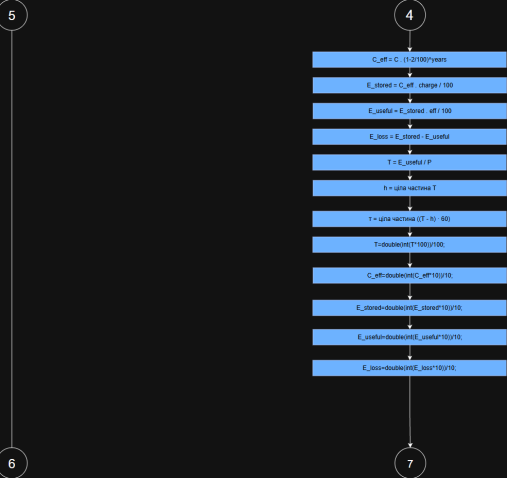 5
4
C_eff = C . (1-2/100)^years
E_stored = C_eff . charge / 100
E_useful = E_stored . eff / 100
E_loss = E_stored - E_useful
T = E_useful / P
h = ціла частина T
τ = ціла частина ((T - h) · 60)
T=double(int(T*100))/100;
C_eff=double(int(C_eff*10))/10;
E_stored=double(int(E_stored*10))/10;
E_useful=double(int(E_useful*10))/10;
E_loss=double(int(E_loss*10))/10;
6
7